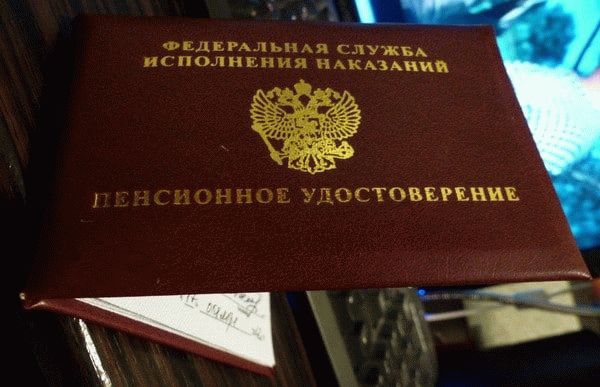 ФЕДЕРАЛЬНАЯ СЛУЖБА
ИСПОЛНЕНИЯ НАКАЗАНИЙ
ПЕНСИОННОЕ УДОСТОВЕРЕНИЕ